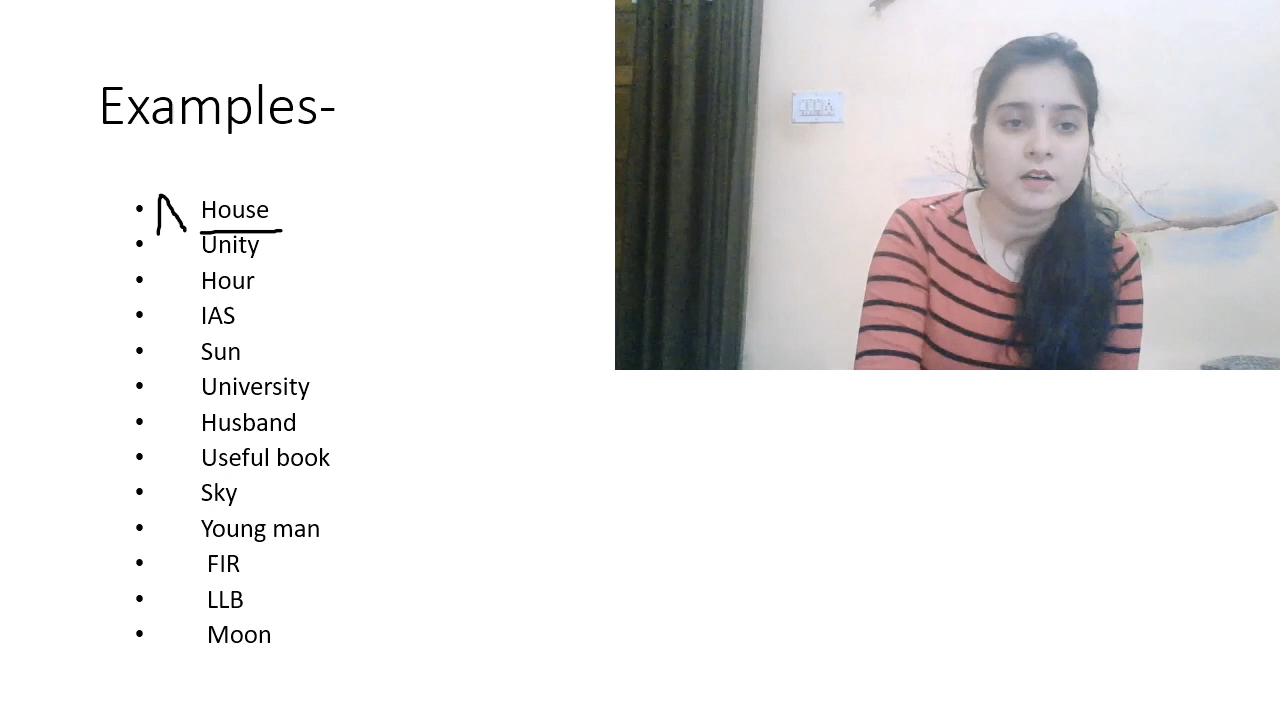 Examples-
• House
• Unity
• Hour
• IAS
• Sun
• University
• Husband
• Useful book
• Sky
• Young man
• FIR
• LLB
• Moon